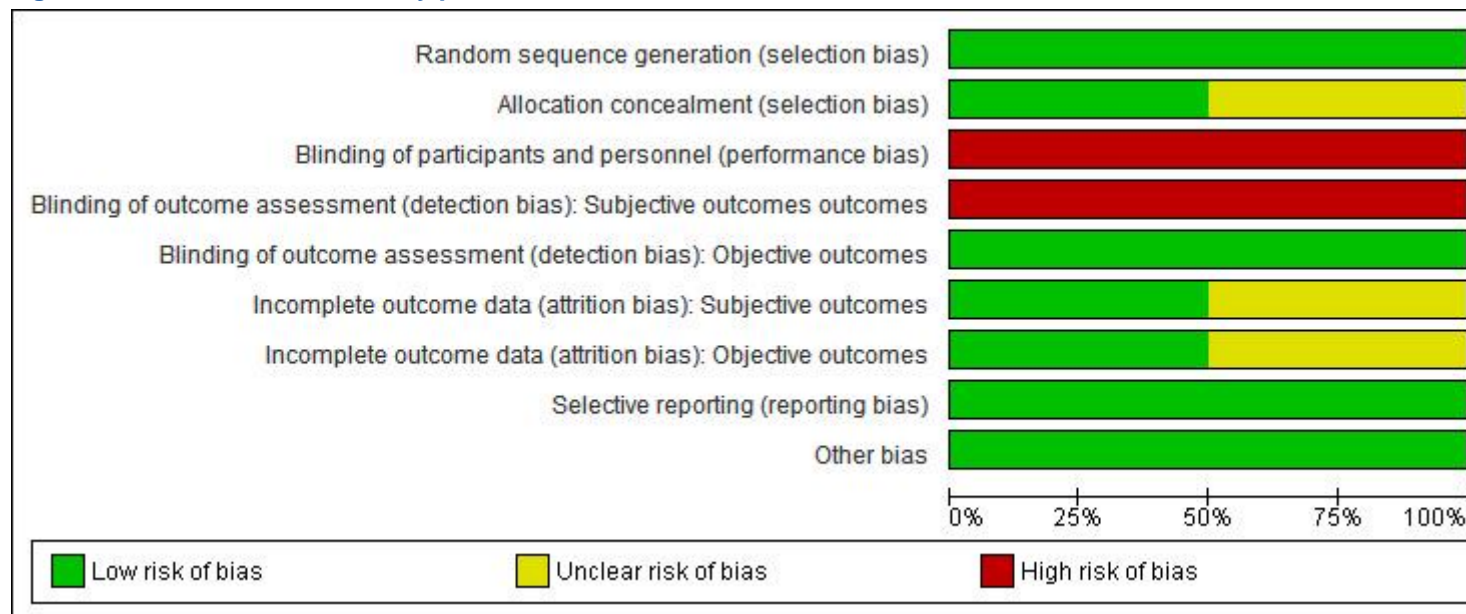 Random sequence generation (selection bias)
Allocation concealment (selection bias)
Blinding of participants and personnel (performance bias)
Blinding of outcome assessment (detection bias): Subjective outcomes outcomes
Blinding of outcome assessment (detection bias): Objective outcomes
Incomplete outcome data (attrition bias): Subjective outcomes
Incomplete outcome data (attrition bias): Objective outcomes
Selective reporting (reporting bias)
Other bias
0% 25% 50% 75% 100%
Low risk of bias Unclear risk of bias High risk of bias